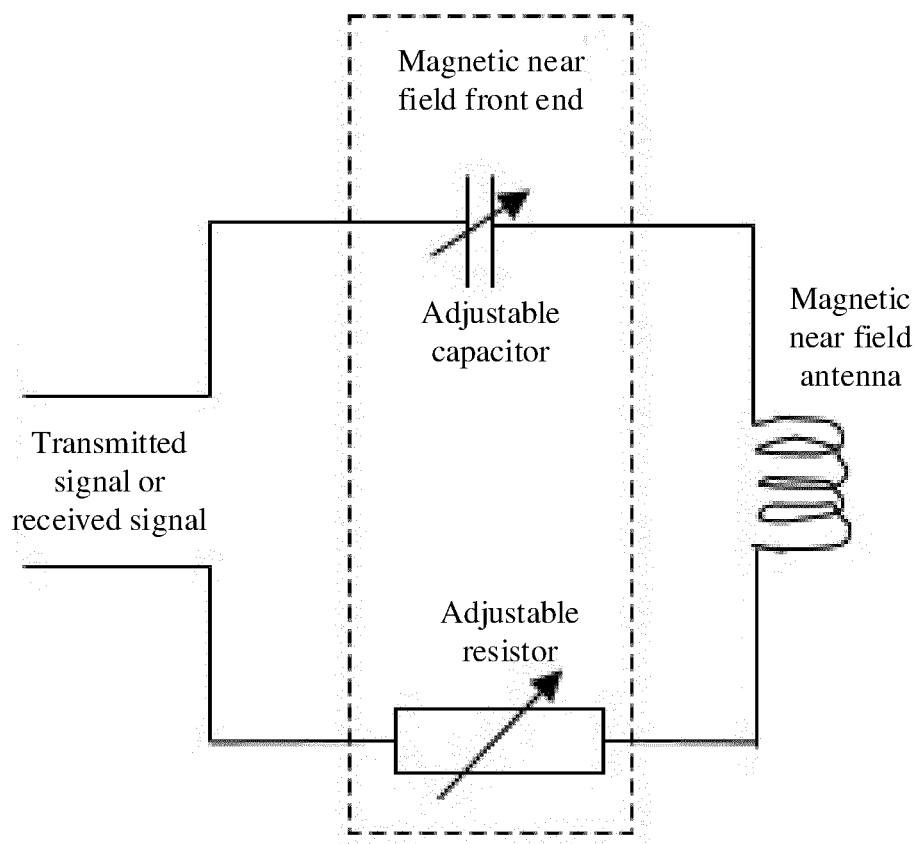 Magnetic near
field front end
Adjustable
capacitor
Magnetic
near field
antenna
Transmitted
signal or
received signal
Adjustable
resistor